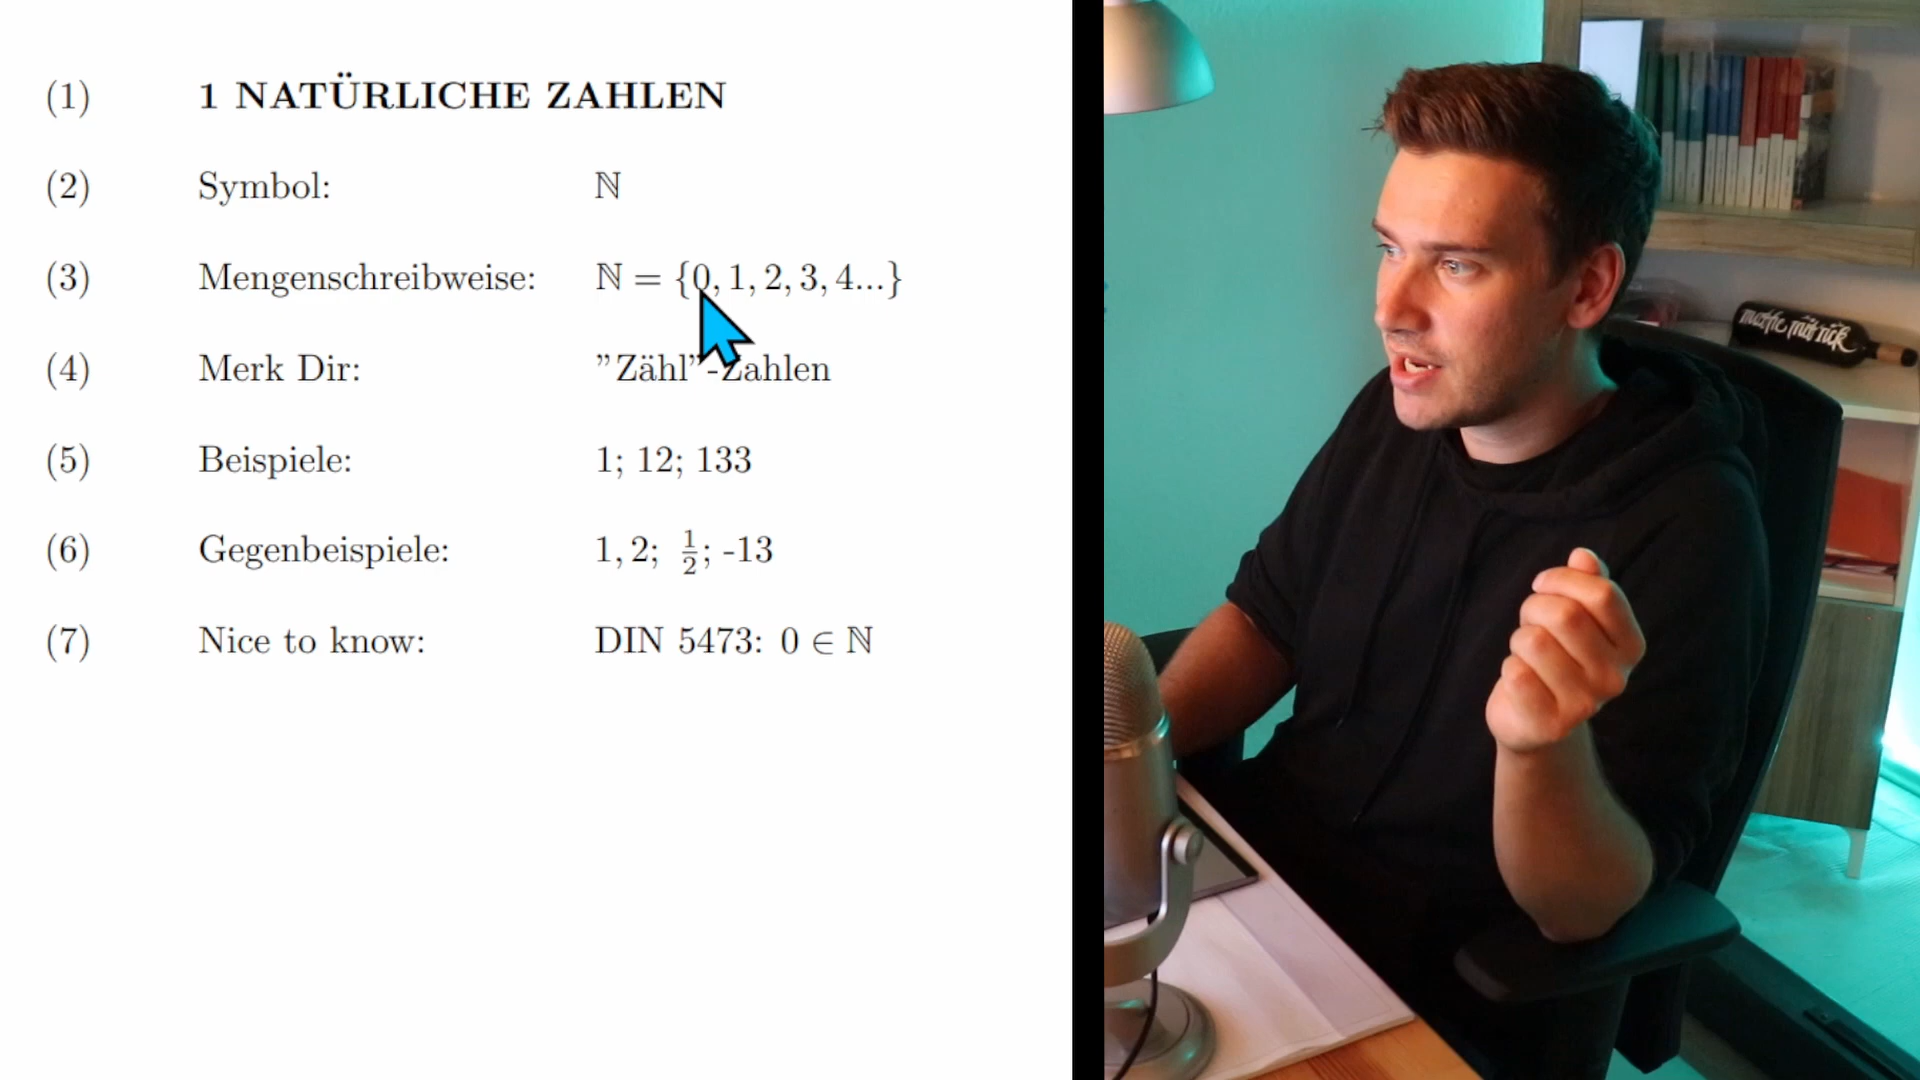 (1) 1 NATÜRLICHE ZAHLEN
(2) Symbol: ℕ
(3) Mengenschreibweise: ℕ = {0, 1, 2, 3, 4...}
(4) Merk Dir: ”Zähl”-Zahlen
(5) Beispiele: 1; 12; 133
(6) Gegenbeispiele: 1, 2; 1/2; -13
(7) Nice to know: DIN 5473: 0 ∈ ℕ